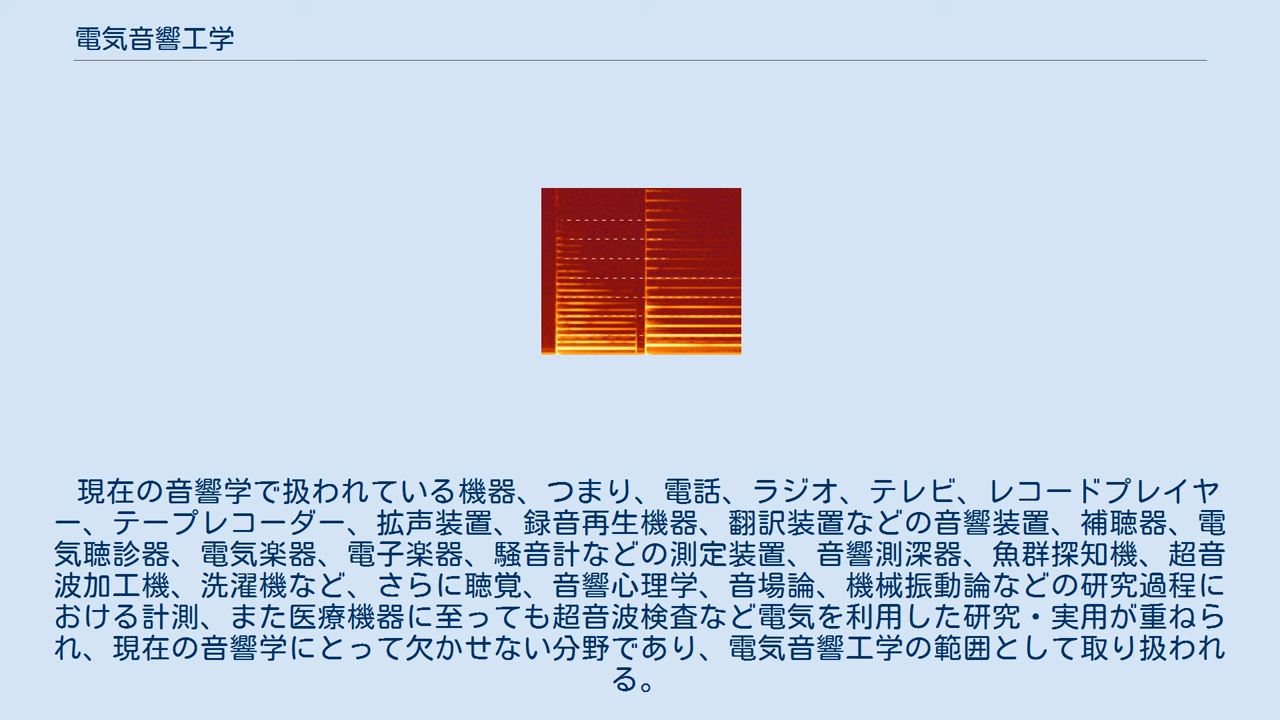 電気音響工学
現在の音響学で扱われている機器、つまり、電話、ラジオ、テレビ、レコードプレイヤ
ー、テープレコーダー、拡声装置、録音再生機器、翻訳装置などの音響装置、補聴器、電
気聴診器、電気楽器、電子楽器、騒音計などの測定装置、音響測深器、魚群探知機、超音
波加工機、洗濯機など、さらに聴覚、音響心理学、音場論、機械振動論などの研究過程に
おける計測、また医療機器に至っても超音波検査など電気を利用した研究・実用が重ねら
れ、現在の音響学にとって欠かせない分野であり、電気音響工学の範囲として取り扱われ
る。